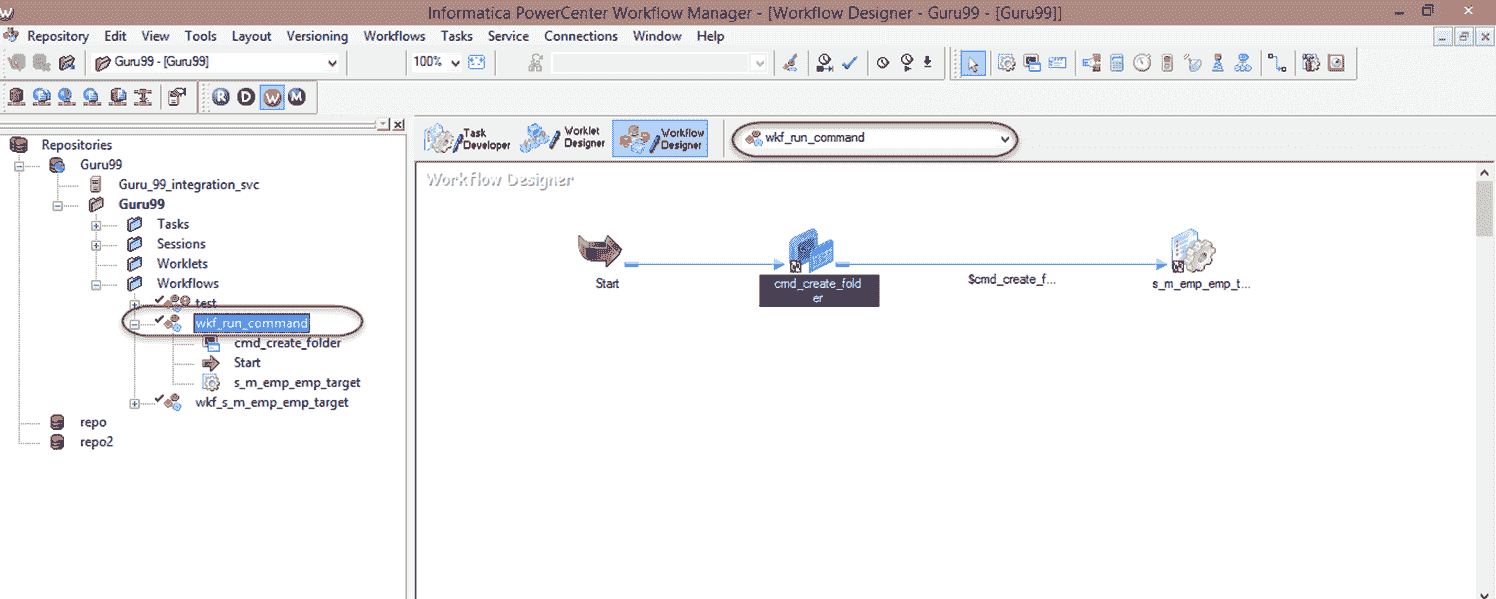 W
Informatica PowerCenter Workflow Manager - [Workflow Designer - Guru99 - [Guru99]]
Repository Edit View Tools Layout Versioning Workflows Tasks Service Connections Window Help
Guru99 - [Guru99]
100%
R D W M
Repositories
Guru99
Guru_99_integration_svc
Guru99
Tasks
Sessions
Worklets
Workflows
test
wkf_run_command
cmd_create_folder
Start
s_m_emp_emp_target
wkf_s_m_emp_emp_target
repo
repo2
Task
Developer
Worklet
Designer
Workflow
Designer
wkf_run_command
Workflow Designer
Start
cmd_create_fold
er
$cmd_create_f...
s_m_emp_emp_t...